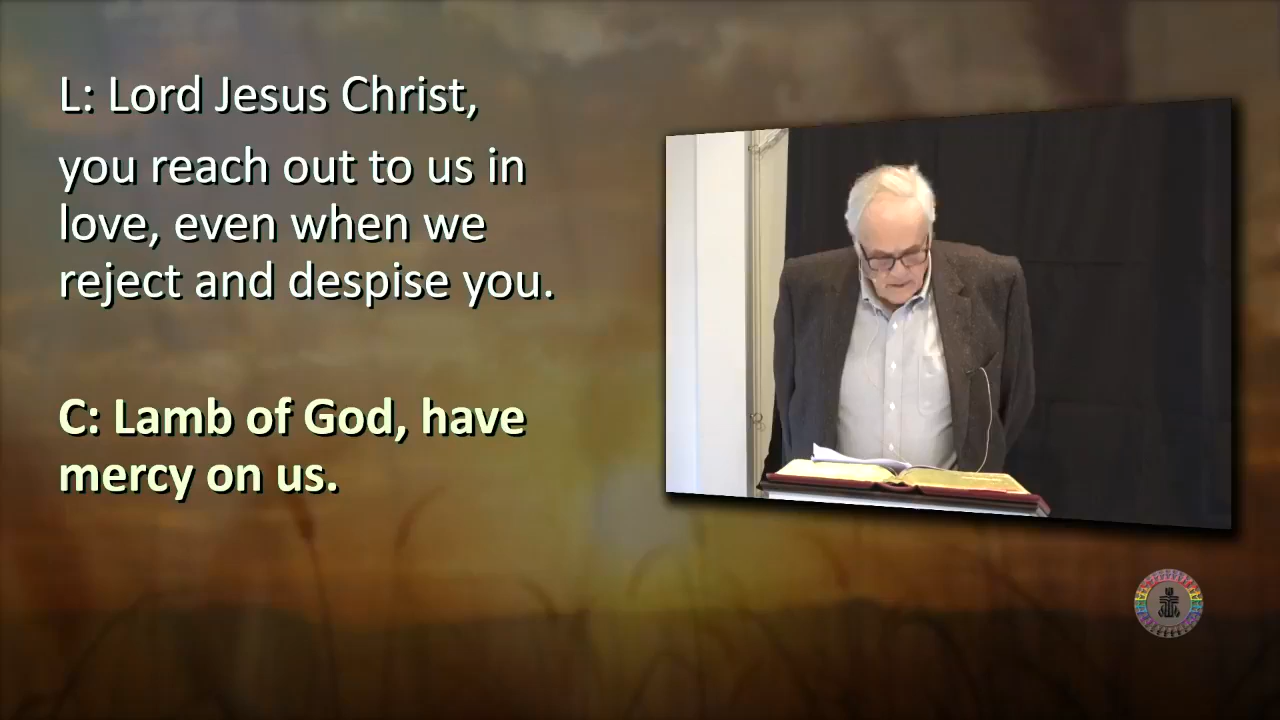 L: Lord Jesus Christ,
you reach out to us in
love, even when we
reject and despise you.
C: Lamb of God, have
mercy on us.